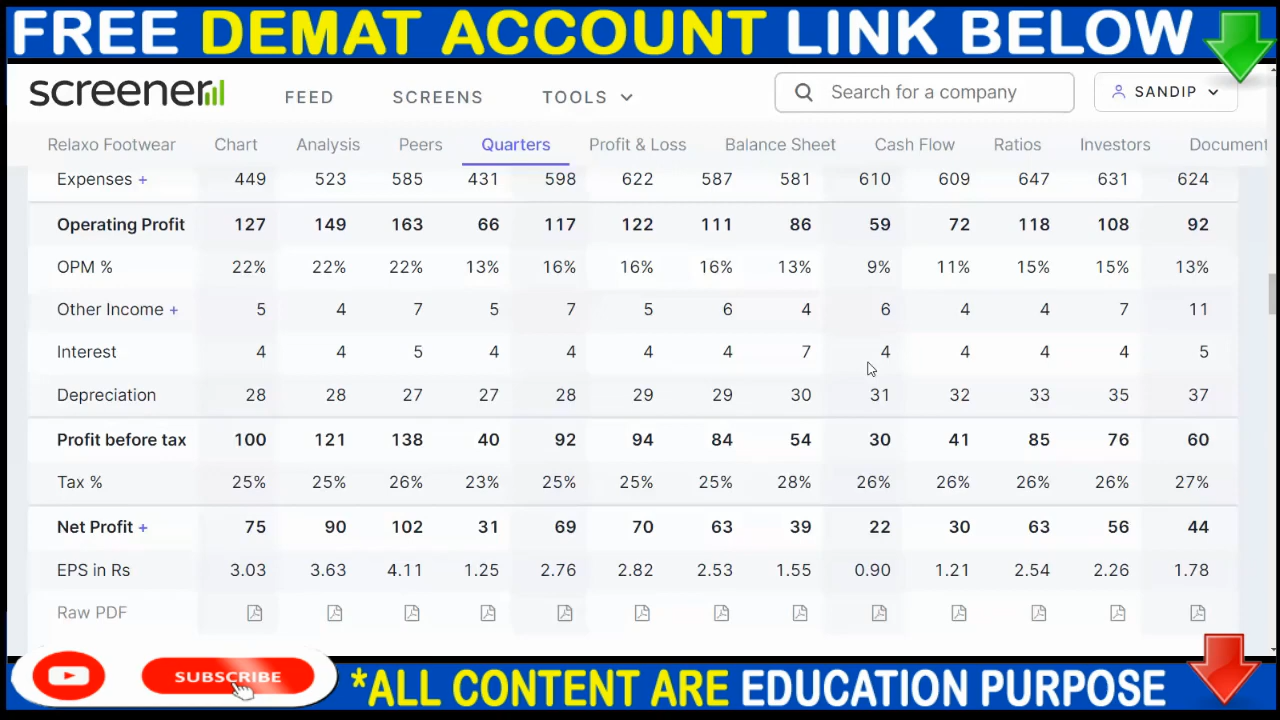 FREE DEMAT ACCOUNT LINK BELOW
screener FEED SCREENS TOOLS Search for a company SANDIP
Relaxo Footwear Chart Analysis Peers Quarters Profit & Loss Balance Sheet Cash Flow Ratios Investors Document
Expenses + 449 523 585 431 598 622 587 581 610 609 647 631 624
Operating Profit 127 149 163 66 117 122 111 86 59 72 118 108 92
OPM % 22% 22% 22% 13% 16% 16% 16% 13% 9% 11% 15% 15% 13%
Other Income + 5 4 7 5 7 5 6 4 6 4 4 7 11
Interest 4 4 5 4 4 4 4 7 4 4 4 4 5
Depreciation 28 28 27 27 28 29 29 30 31 32 33 35 37
Profit before tax 100 121 138 40 92 94 84 54 30 41 85 76 60
Tax % 25% 25% 26% 23% 25% 25% 25% 28% 26% 26% 26% 26% 27%
Net Profit + 75 90 102 31 69 70 63 39 22 30 63 56 44
EPS in Rs 3.03 3.63 4.11 1.25 2.76 2.82 2.53 1.55 0.90 1.21 2.54 2.26 1.78
Raw PDF
SUBSCRIBE
*ALL CONTENT ARE EDUCATION PURPOSE